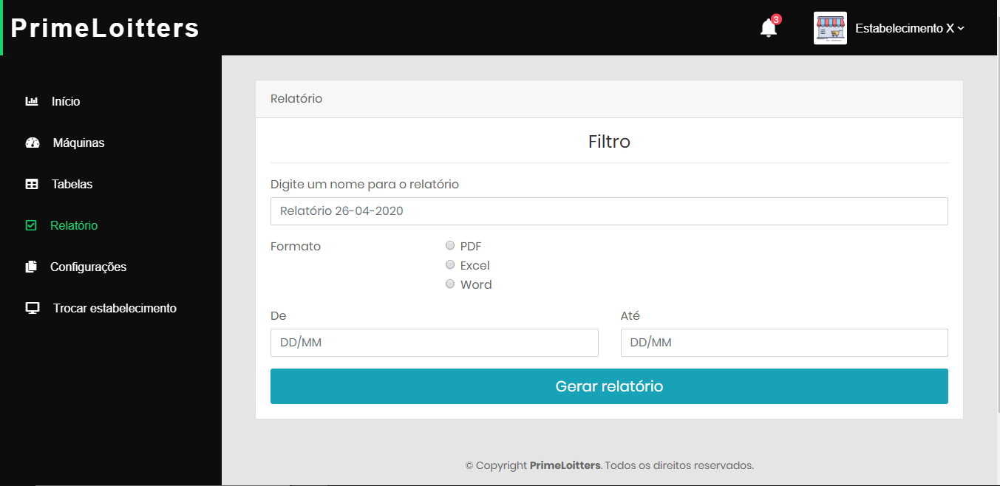 PrimeLoitters
3
Estabelecimento X
Início
Máquinas
Tabelas
Relatório
Configurações
Trocar estabelecimento
Relatório
Filtro
Digite um nome para o relatório
Relatório 26-04-2020
Formato
PDF
Excel
Word
De
Até
DD/MM
DD/MM
Gerar relatório
© Copyright PrimeLoitters. Todos os direitos reservados.